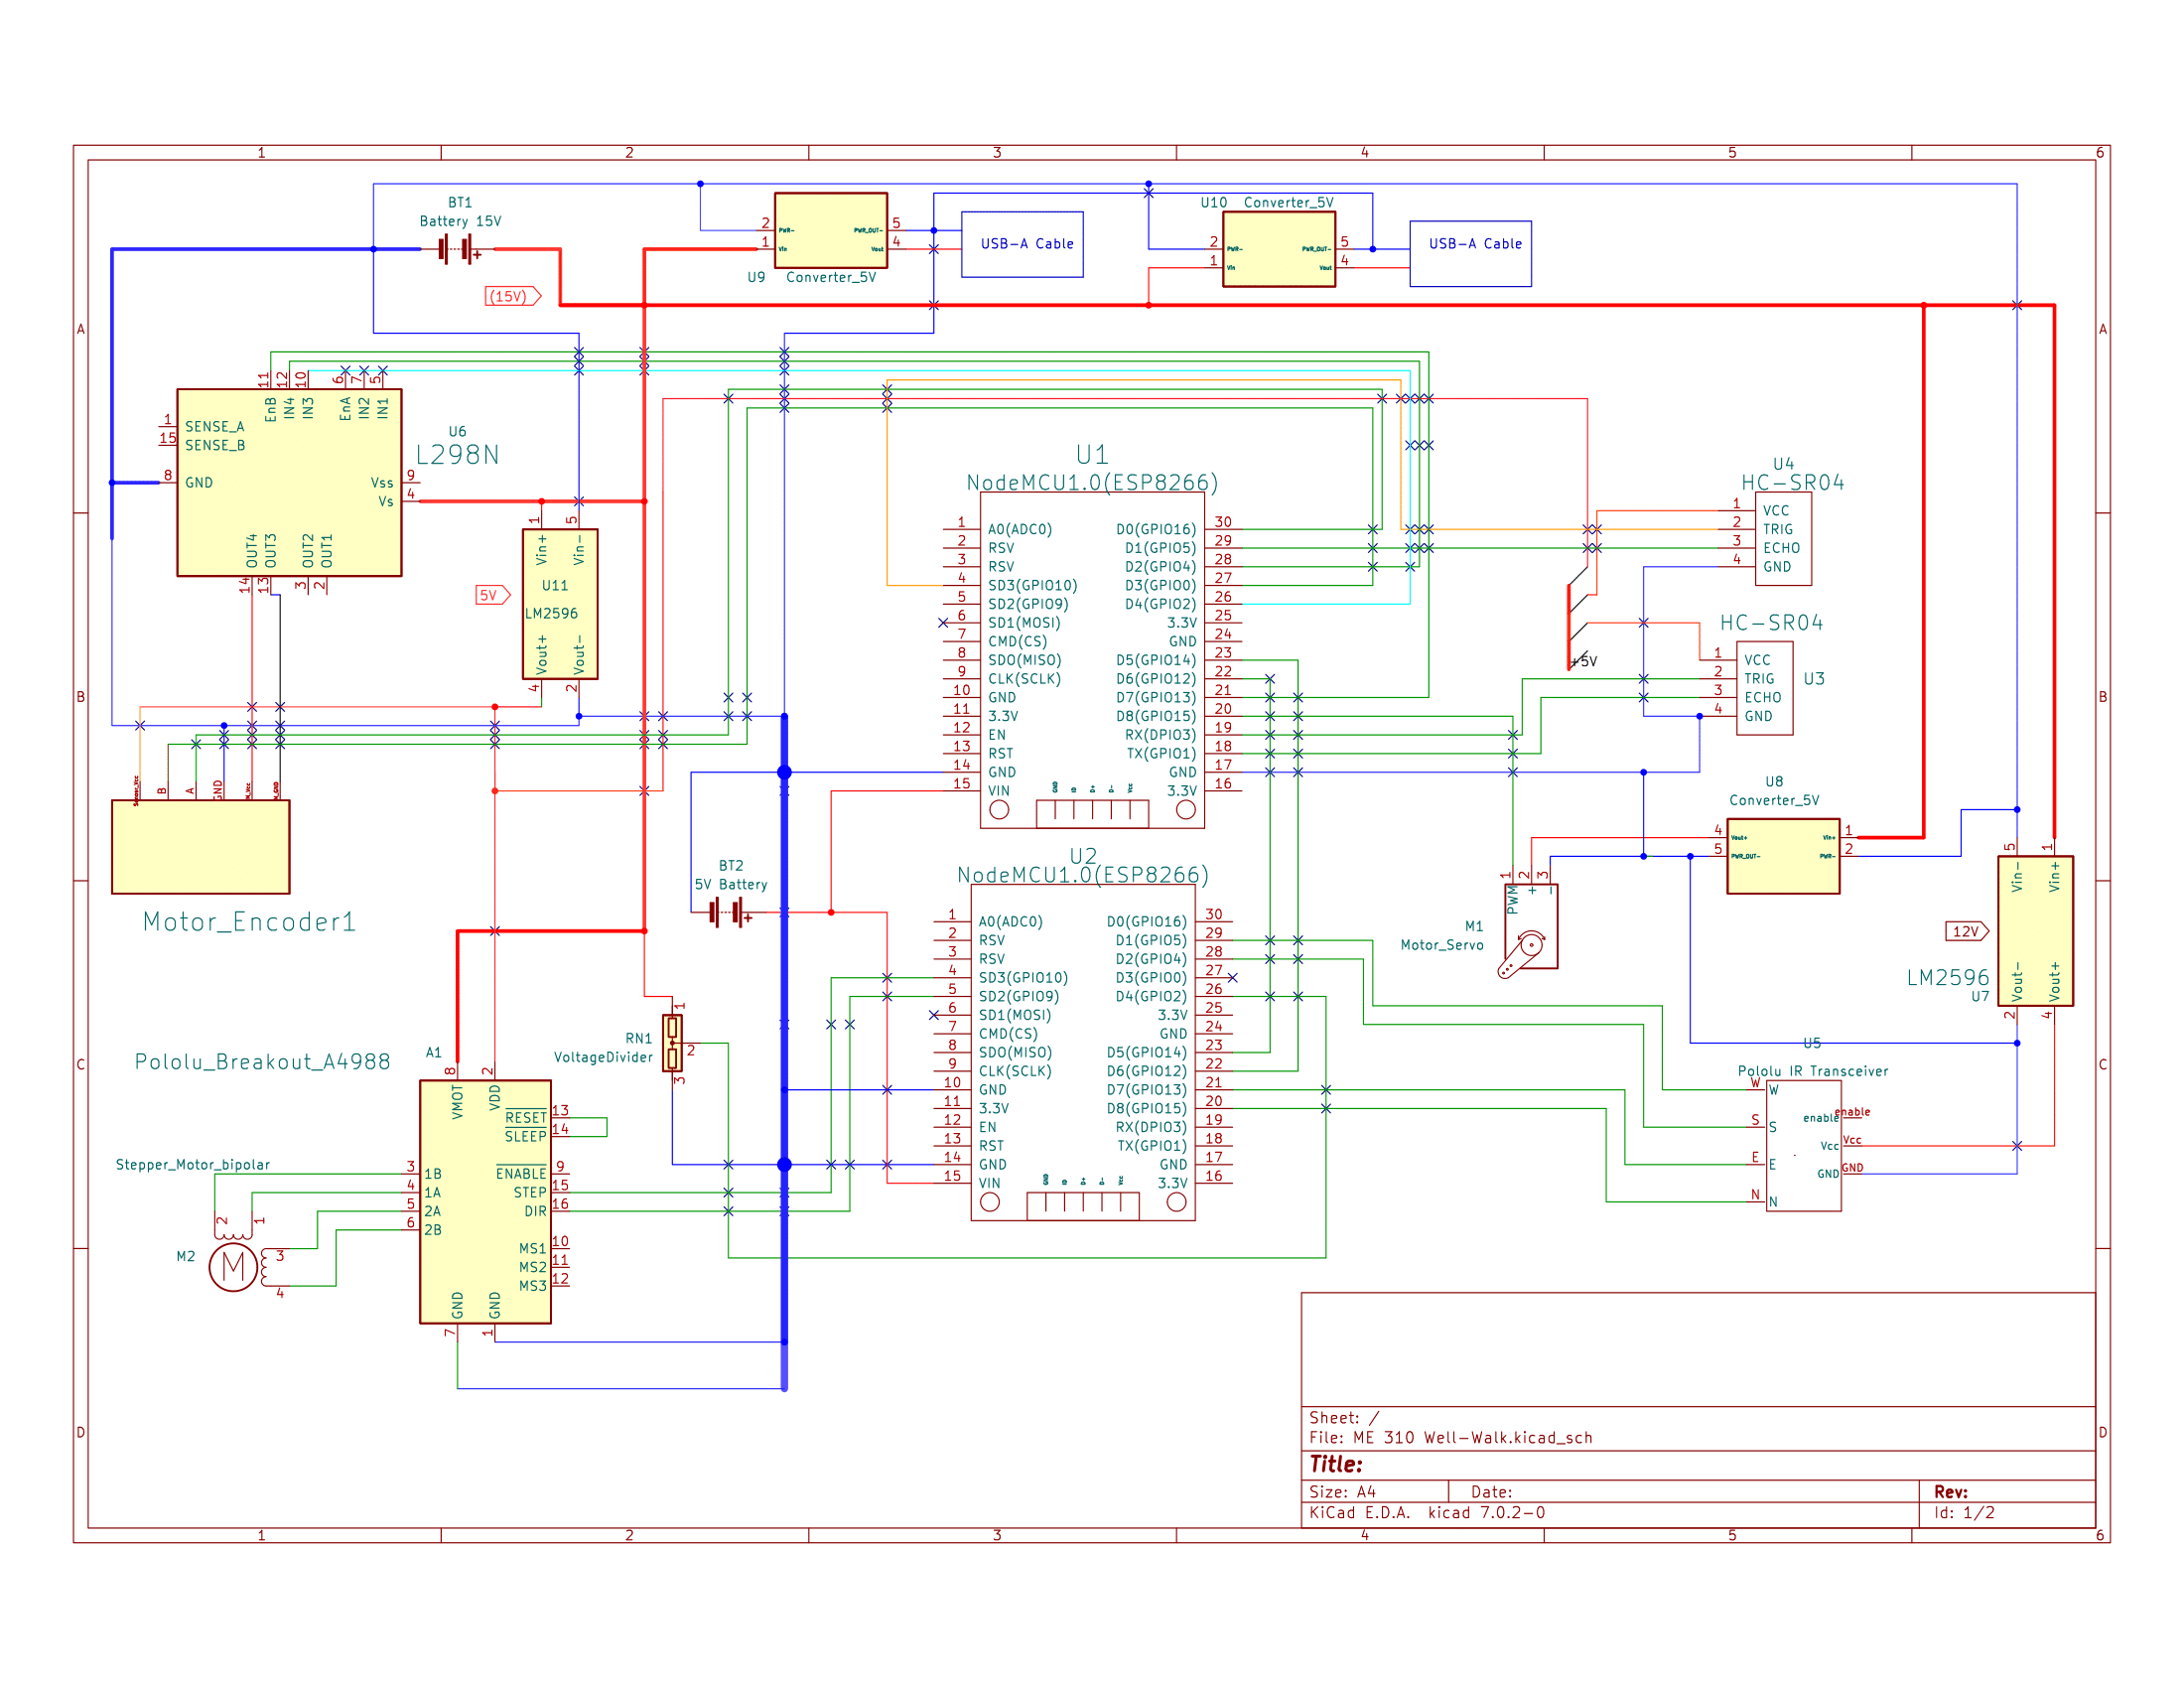 1 2 3 4 5 6
A
B
C
D
A
B
C
D
1 2 3 4 5 6
BT1
Battery 15V
+
(15V)
2 PWR-
1 Vin
PWR_OUT- 5
Vout 4
U9 Converter_5V
USB-A Cable
U10 Converter_5V
2 PWR-
1 Vin
PWR_OUT- 5
Vout 4
USB-A Cable
11 12 10 6 7 5
EnB IN4 IN3 EnA IN2 IN1
1 SENSE_A
15 SENSE_B
8 GND
Vss 9
Vs 4
OUT4 OUT3 OUT2 OUT1
14 13 3 2
U6
L298N
1 5
Vin+ Vin-
U11
LM2596
Vout+ Vout-
4 2
5V
U1
NodeMCU1.0(ESP8266)
1 A0(ADC0) D0(GPIO16) 30
2 RSV D1(GPIO5) 29
3 RSV D2(GPIO4) 28
4 SD3(GPIO10) D3(GPIO0) 27
5 SD2(GPIO9) D4(GPIO2) 26
6 SD1(MOSI) 3.3V 25
7 CMD(CS) GND 24
8 SDO(MISO) D5(GPIO14) 23
9 CLK(SCLK) D6(GPIO12) 22
10 GND D7(GPIO13) 21
11 3.3V D8(GPIO15) 20
12 EN RX(DPIO3) 19
13 RST TX(GPIO1) 18
14 GND GND 17
15 VIN 3.3V 16
GND ID D+ D- Vcc
U4
HC-SR04
1 VCC
2 TRIG
3 ECHO
4 GND
+5V
HC-SR04
U3
1 VCC
2 TRIG
3 ECHO
4 GND
Sensor_Vcc B A GND M_Vcc M_GND
Motor_Encoder1
BT2
5V Battery
+
U8
Converter_5V
4 Vout+ Vin+ 1
5 PWR_OUT- PWR- 2
1 2 3
PWM + -
M1
Motor_Servo
5 1
Vin- Vin+
12V
LM2596
U7
Vout- Vout+
2 4
U2
NodeMCU1.0(ESP8266)
1 A0(ADC0) D0(GPIO16) 30
2 RSV D1(GPIO5) 29
3 RSV D2(GPIO4) 28
4 SD3(GPIO10) D3(GPIO0) 27
5 SD2(GPIO9) D4(GPIO2) 26
6 SD1(MOSI) 3.3V 25
7 CMD(CS) GND 24
8 SDO(MISO) D5(GPIO14) 23
9 CLK(SCLK) D6(GPIO12) 22
10 GND D7(GPIO13) 21
11 3.3V D8(GPIO15) 20
12 EN RX(DPIO3) 19
13 RST TX(GPIO1) 18
14 GND GND 17
15 VIN 3.3V 16
GND ID D+ D- Vcc
RN1
VoltageDivider
1
2
3
Pololu_Breakout_A4988
A1
8 2
VMOT VDD
RESET 13
SLEEP 14
ENABLE 9
STEP 15
DIR 16
MS1 10
MS2 11
MS3 12
3 1B
4 1A
5 2A
6 2B
GND GND
7 1
Stepper_Motor_bipolar
2 1
M2
M
3
4
U5
Pololu IR Transceiver
W W
S S
E E
N N
enable enable
Vcc Vcc
GND GND
Sheet: /
File: ME 310 Well-Walk.kicad_sch
Title:
Size: A4 Date: Rev:
KiCad E.D.A. kicad 7.0.2-0 Id: 1/2